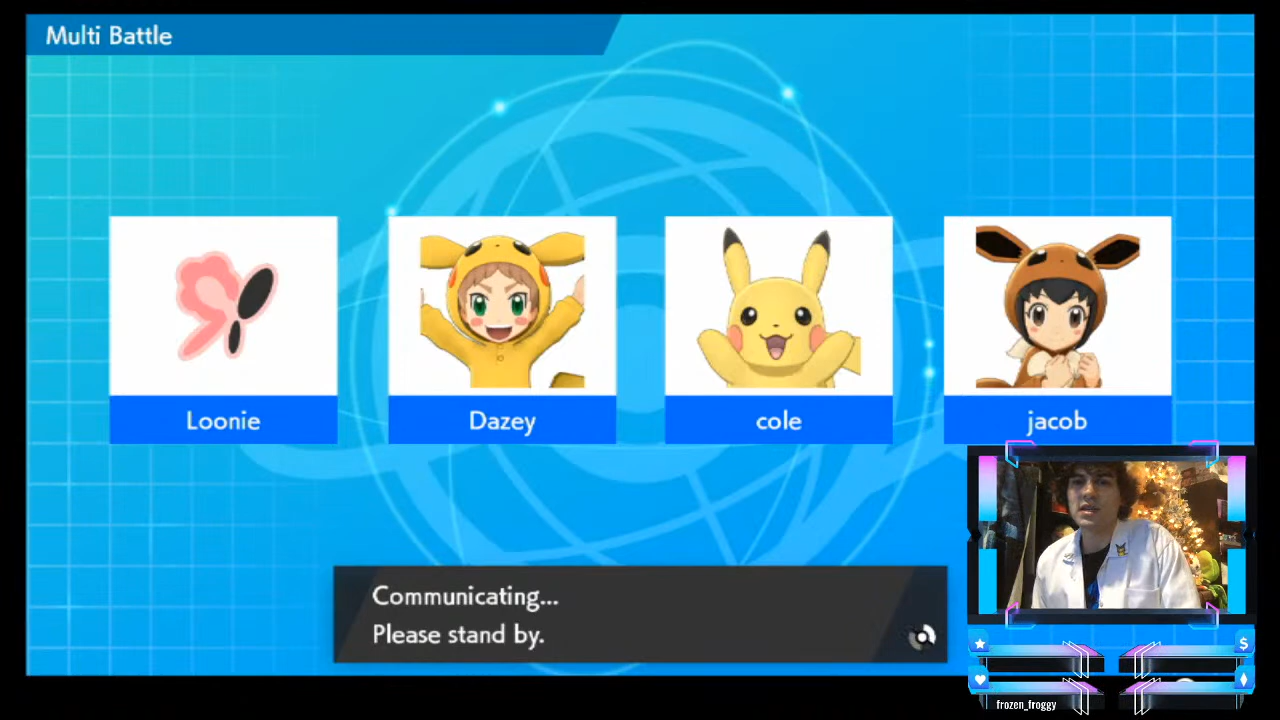 Multi Battle
Loonie
Dazey
cole
jacob
Communicating...
Please stand by.
$
frozen_froggy